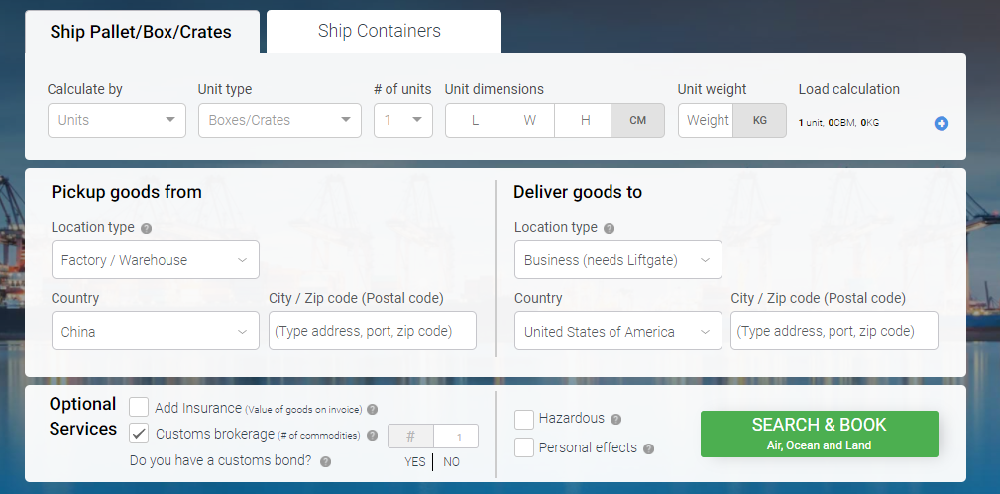 Ship Pallet/Box/Crates
Ship Containers
Calculate by
Unit type
# of units
Unit dimensions
Unit weight
Load calculation
Units
Boxes/Crates
1
L
W
H
CM
Weight
KG
1 unit, 0CBM, 0KG
Pickup goods from
Location type
Factory / Warehouse
Country
City / Zip code (Postal code)
China
(Type address, port, zip code)
Deliver goods to
Location type
Business (needs Liftgate)
Country
City / Zip code (Postal code)
United States of America
(Type address, port, zip code)
Optional
Services
Add Insurance (Value of goods on invoice)
Customs brokerage (# of commodities)
# 1
Do you have a customs bond?
YES
NO
Hazardous
Personal effects
SEARCH & BOOK
Air, Ocean and Land